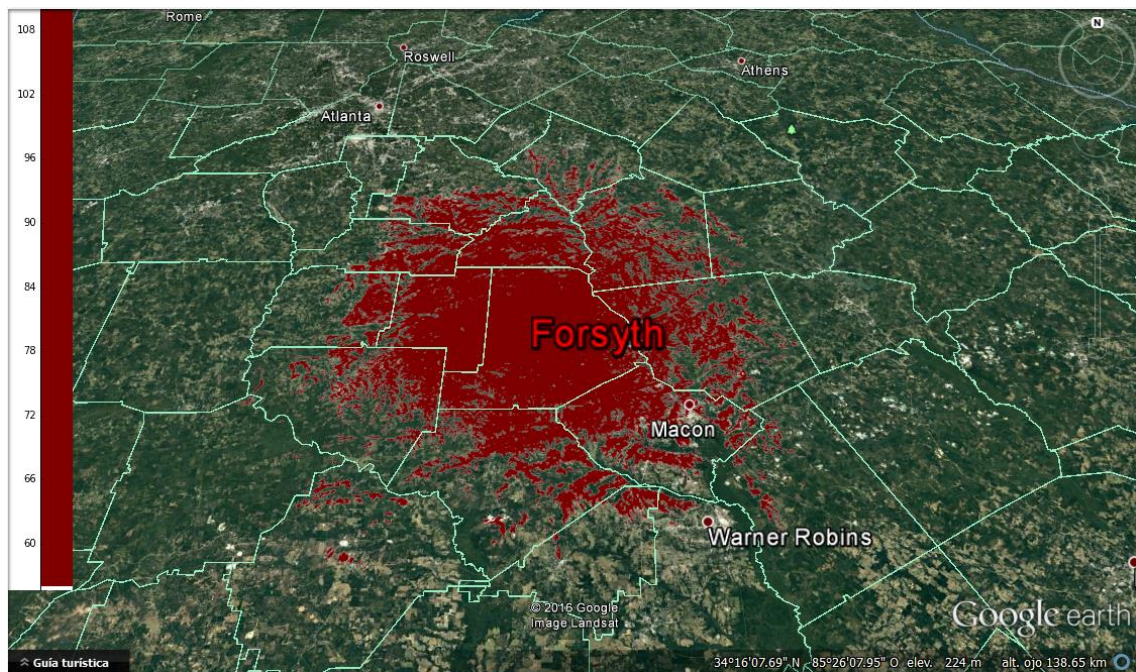 108
102
96
90
84
78
72
66
60
Rome
Roswell
Athens
Atlanta
N
Forsyth
Macon
Warner Robins
© 2016 Google
Image Landsat
Google earth
Guía turística
34°16'07.69" N 85°26'07.95" O elev. 224 m alt. ojo 138.65 km